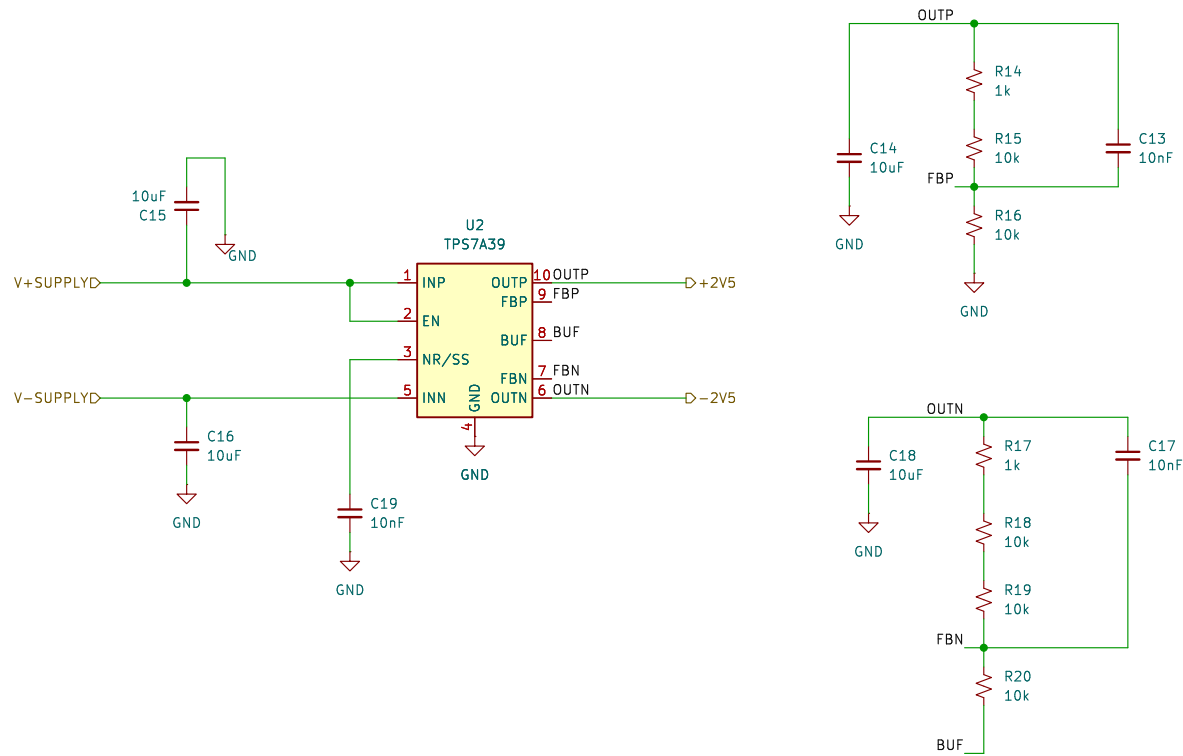 OUTP
R14
1k
R15
10k
C14
10uF
C13
10nF
FBP
R16
10k
GND
GND
10uF
C15
GND
U2
TPS7A39
V+SUPPLY
1
INP
OUTP
10
OUTP
+2V5
FBP
9
FBP
2
EN
BUF
8
BUF
3
NR/SS
FBN
7
FBN
V-SUPPLY
5
INN
GND
OUTN
6
OUTN
-2V5
4
GND
C16
10uF
GND
C19
10nF
GND
OUTN
R17
1k
C18
10uF
C17
10nF
GND
R18
10k
R19
10k
FBN
R20
10k
BUF